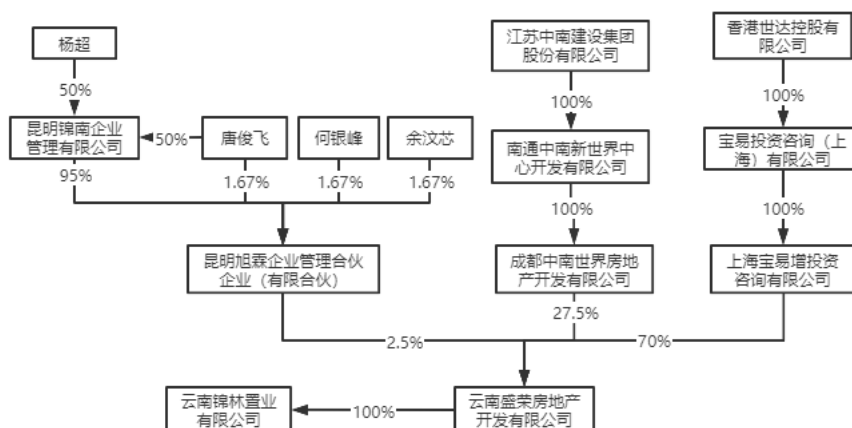 杨超
江苏中南建设集团
股份有限公司
香港世达控股有
限公司
50%
100%
100%
昆明锦南企业
管理有限公司
50%
唐俊飞
何银峰
余汶芯
南通中南新世界中
心开发有限公司
宝易投资咨询（上
海）有限公司
95%
1.67%
1.67%
1.67%
100%
100%
昆明旭霖企业管理合伙
企业（有限合伙）
成都中南世界房地
产开发有限公司
上海宝易增投资
咨询有限公司
27.5%
2.5%
70%
云南锦林置业
有限公司
100%
云南盛荣房地产
开发有限公司